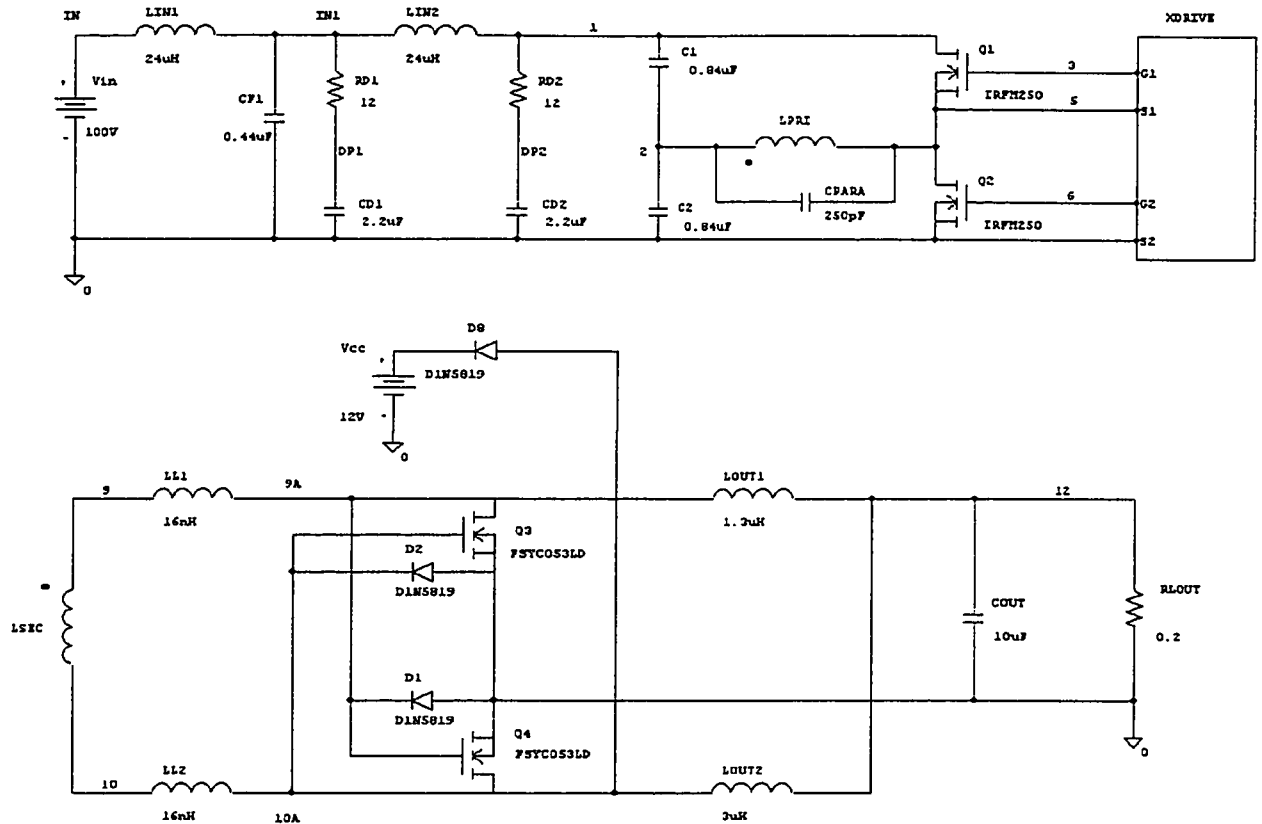 IN
LIN1
24uH
IN1
LIN2
24uH
1
XDRIVE
Vin
+
-
100V
CF1
0.44uF
RD1
12
DP1
CD1
2.2uF
RD2
12
DP2
CD2
2.2uF
C1
0.84uF
2
C2
0.84uF
LPRI
CPARA
250pF
Q1
IRFM250
3
5
G1
S1
Q2
IRFM250
6
G2
S2
0
D8
D1N5819
Vcc
+
-
12V
0
9
LL1
16nH
9A
LOUT1
1.3uH
12
Q3
FSYC053LD
D2
D1N5819
LSEC
COUT
10uF
RLOUT
0.2
D1
D1N5819
Q4
FSYC053LD
0
10
LL2
16nH
10A
LOUT2
3uH